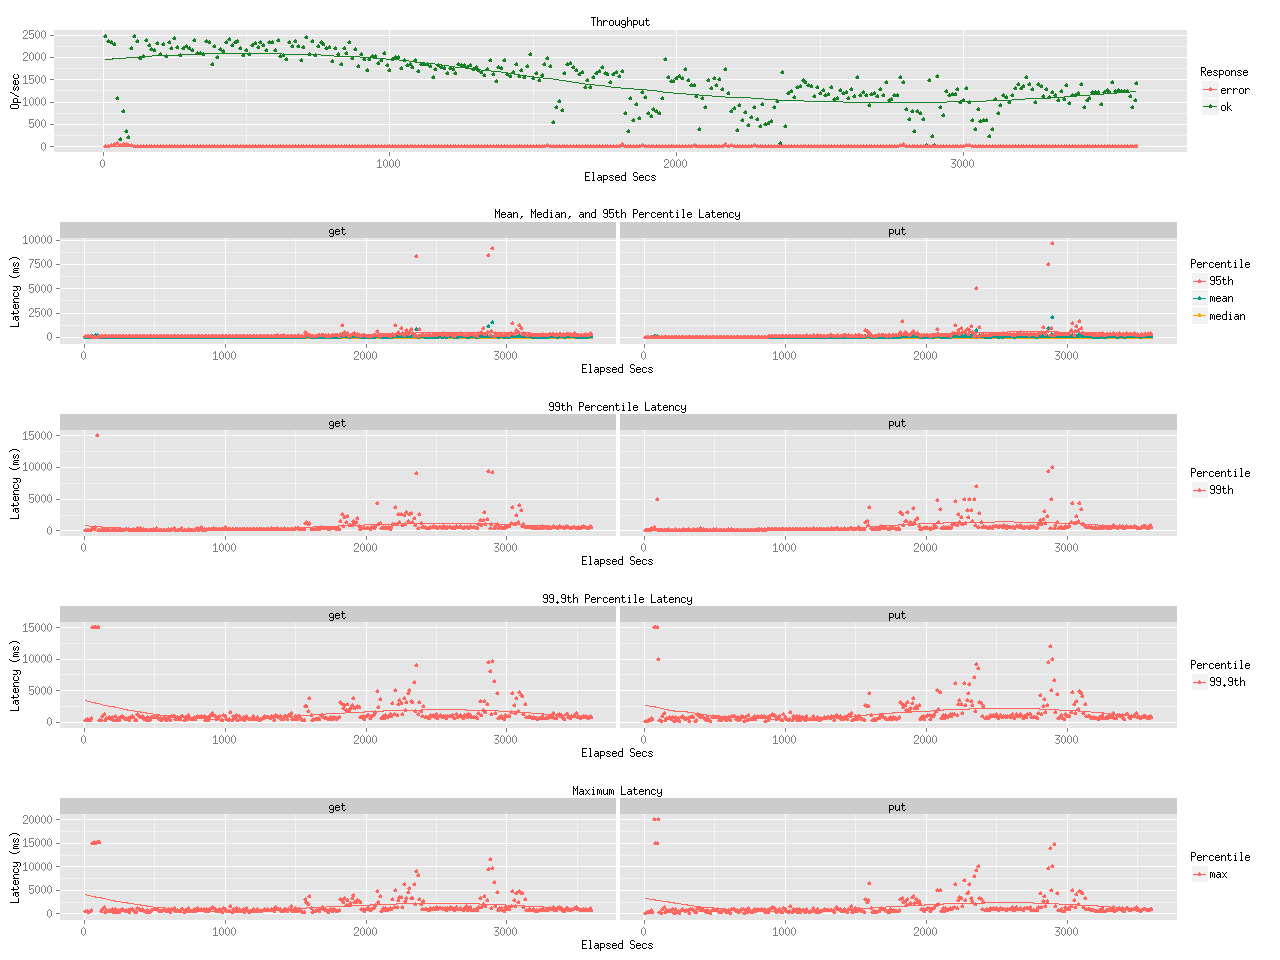 Throughput
2500
2000
1500
1000
500
0
Op/sec
0 1000 2000 3000
Elapsed Secs
Response
error
ok
Mean, Median, and 95th Percentile Latency
get put
10000
7500
5000
2500
0
Latency (ms)
0 1000 2000 3000 0 1000 2000 3000
Elapsed Secs
Percentile
95th
mean
median
99th Percentile Latency
get put
15000
10000
5000
0
Latency (ms)
0 1000 2000 3000 0 1000 2000 3000
Elapsed Secs
Percentile
99th
99.9th Percentile Latency
get put
15000
10000
5000
0
Latency (ms)
0 1000 2000 3000 0 1000 2000 3000
Elapsed Secs
Percentile
99.9th
Maximum Latency
get put
20000
15000
10000
5000
0
Latency (ms)
0 1000 2000 3000 0 1000 2000 3000
Elapsed Secs
Percentile
max